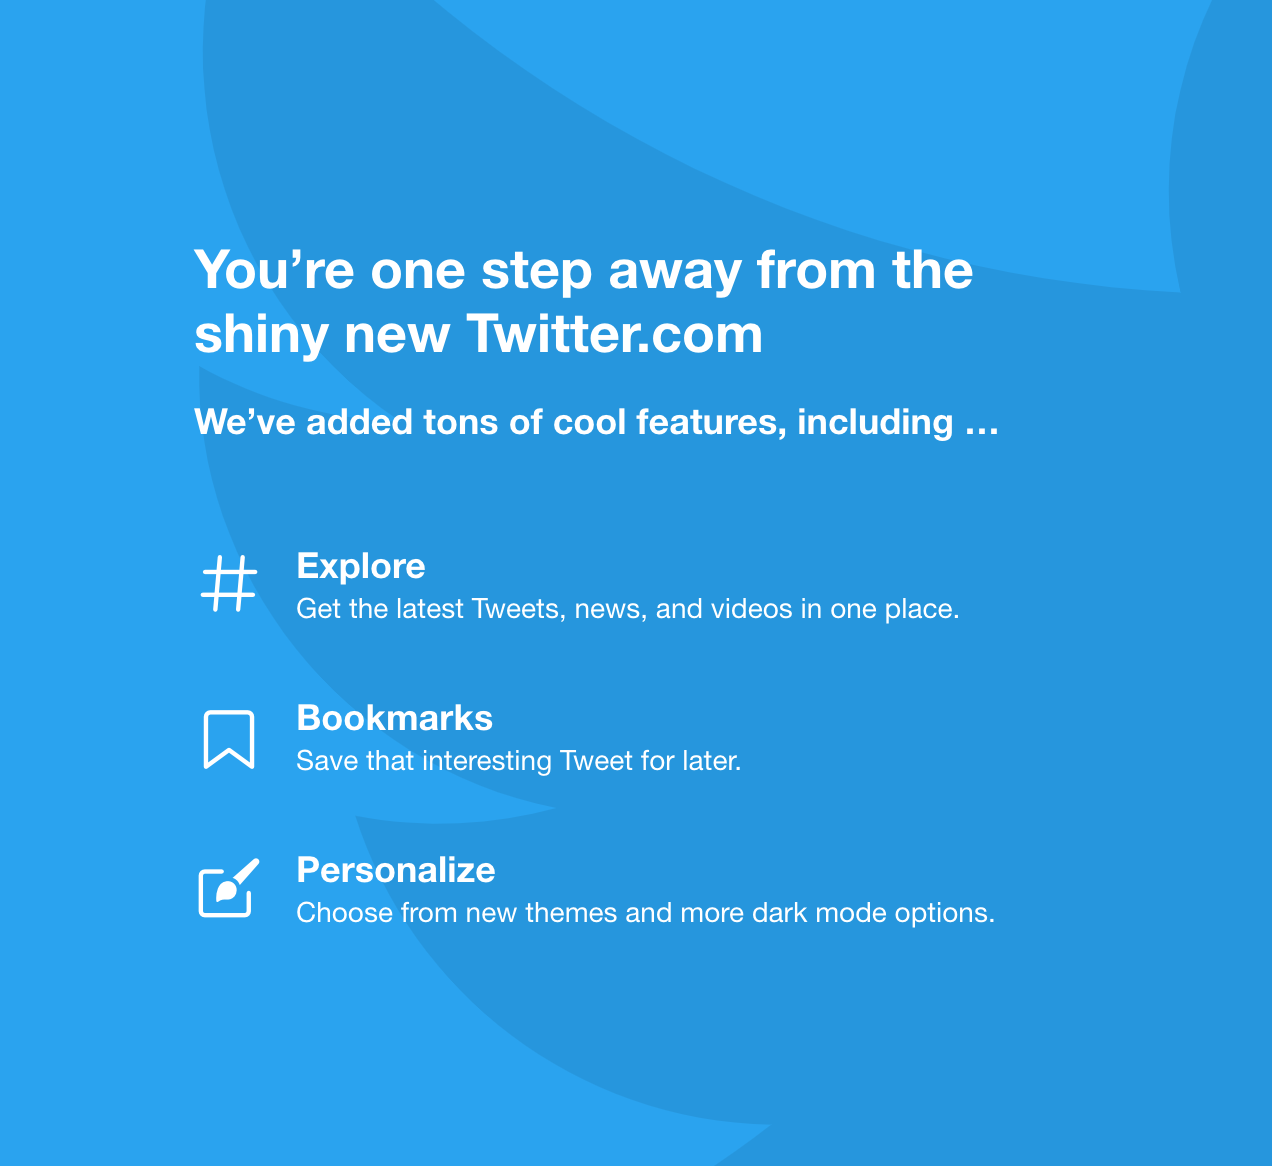 You’re one step away from the
shiny new Twitter.com
We’ve added tons of cool features, including …
Explore
Get the latest Tweets, news, and videos in one place.
Bookmarks
Save that interesting Tweet for later.
Personalize
Choose from new themes and more dark mode options.